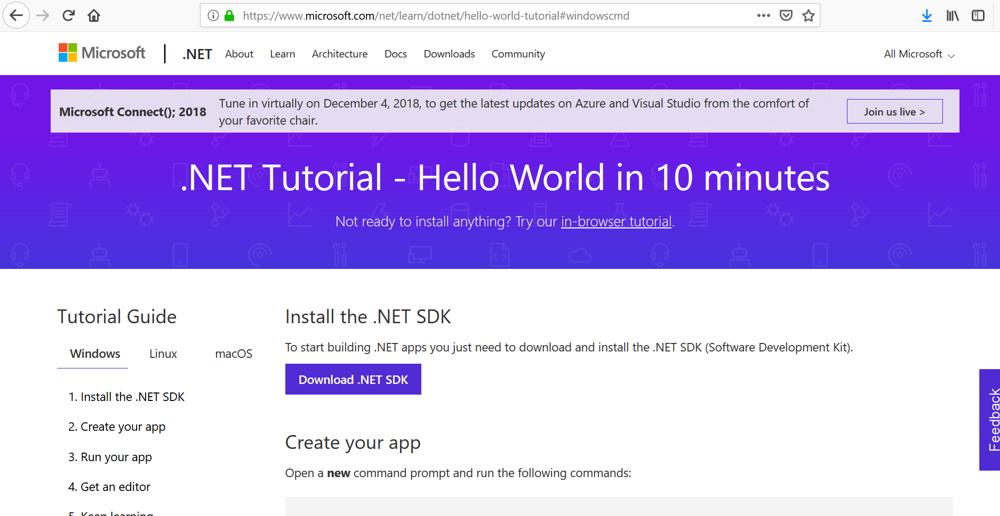 https://www.microsoft.com/net/learn/dotnet/hello-world-tutorial#windowscmd
Microsoft
.NET
About
Learn
Architecture
Docs
Downloads
Community
All Microsoft
Microsoft Connect(); 2018
Tune in virtually on December 4, 2018, to get the latest updates on Azure and Visual Studio from the comfort of
your favorite chair.
Join us live >
.NET Tutorial - Hello World in 10 minutes
Not ready to install anything? Try our in-browser tutorial.
Tutorial Guide
Windows
Linux
macOS
1. Install the .NET SDK
2. Create your app
3. Run your app
4. Get an editor
5. Keep learning
Install the .NET SDK
To start building .NET apps you just need to download and install the .NET SDK (Software Development Kit).
Download .NET SDK
Create your app
Open a new command prompt and run the following commands:
Feedback